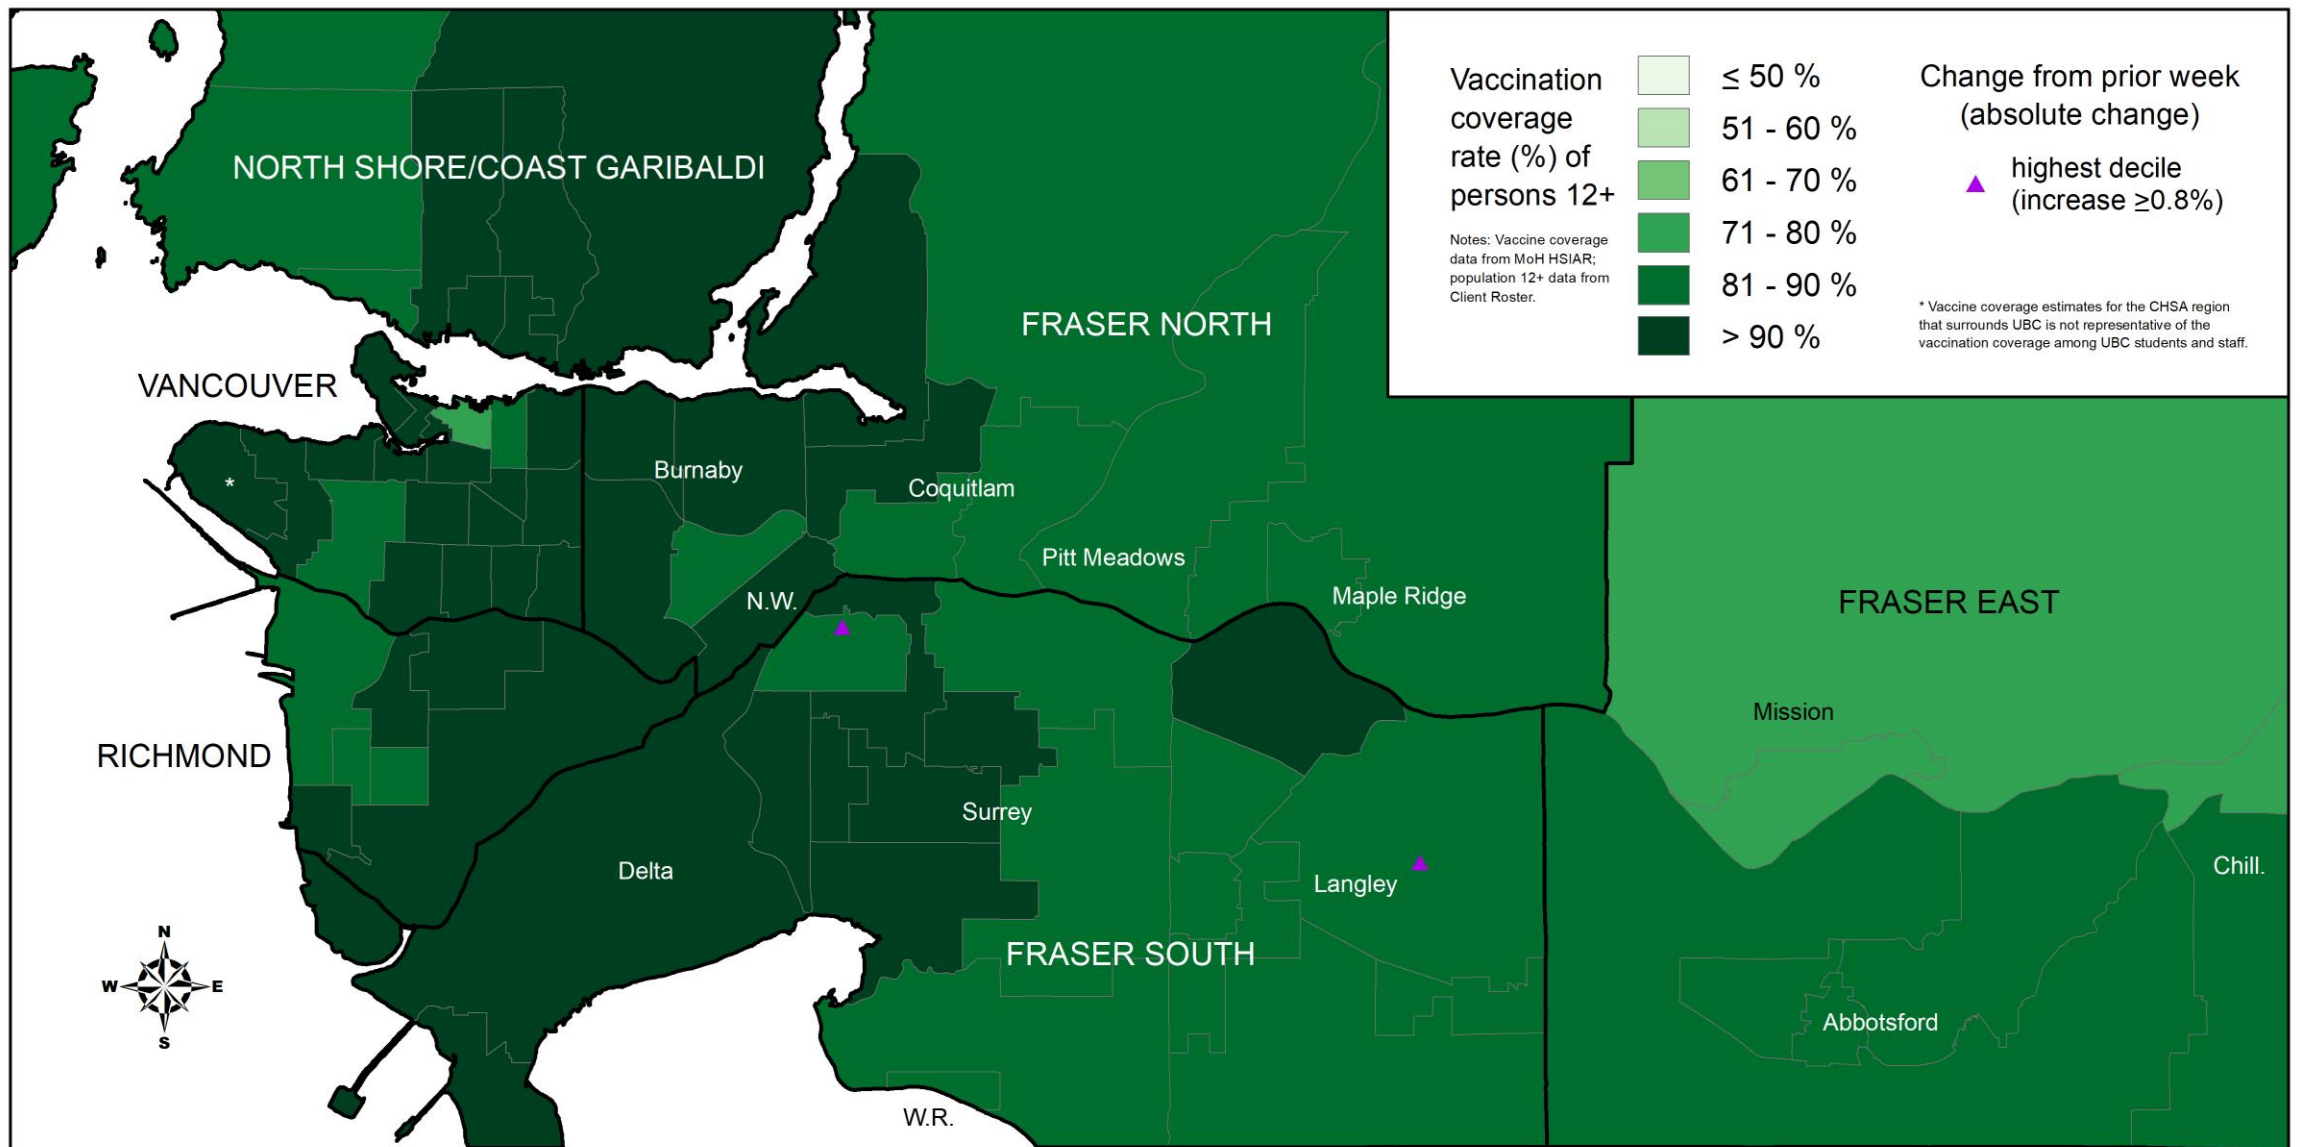 NORTH SHORE/COAST GARIBALDI
VANCOUVER
FRASER NORTH
Burnaby
Coquitlam
*
Pitt Meadows
Maple Ridge
N.W.
FRASER EAST
Mission
RICHMOND
Surrey
Delta
Langley
Chill.
FRASER SOUTH
Abbotsford
W.R.
N
W E
S
Vaccination
coverage
rate (%) of
persons 12+
Notes: Vaccine coverage
data from MoH HSIAR;
population 12+ data from
Client Roster.
≤ 50 %
51 - 60 %
61 - 70 %
71 - 80 %
81 - 90 %
> 90 %
Change from prior week
(absolute change)
highest decile
(increase ≥0.8%)
* Vaccine coverage estimates for the CHSA region
that surrounds UBC is not representative of the
vaccination coverage among UBC students and staff.